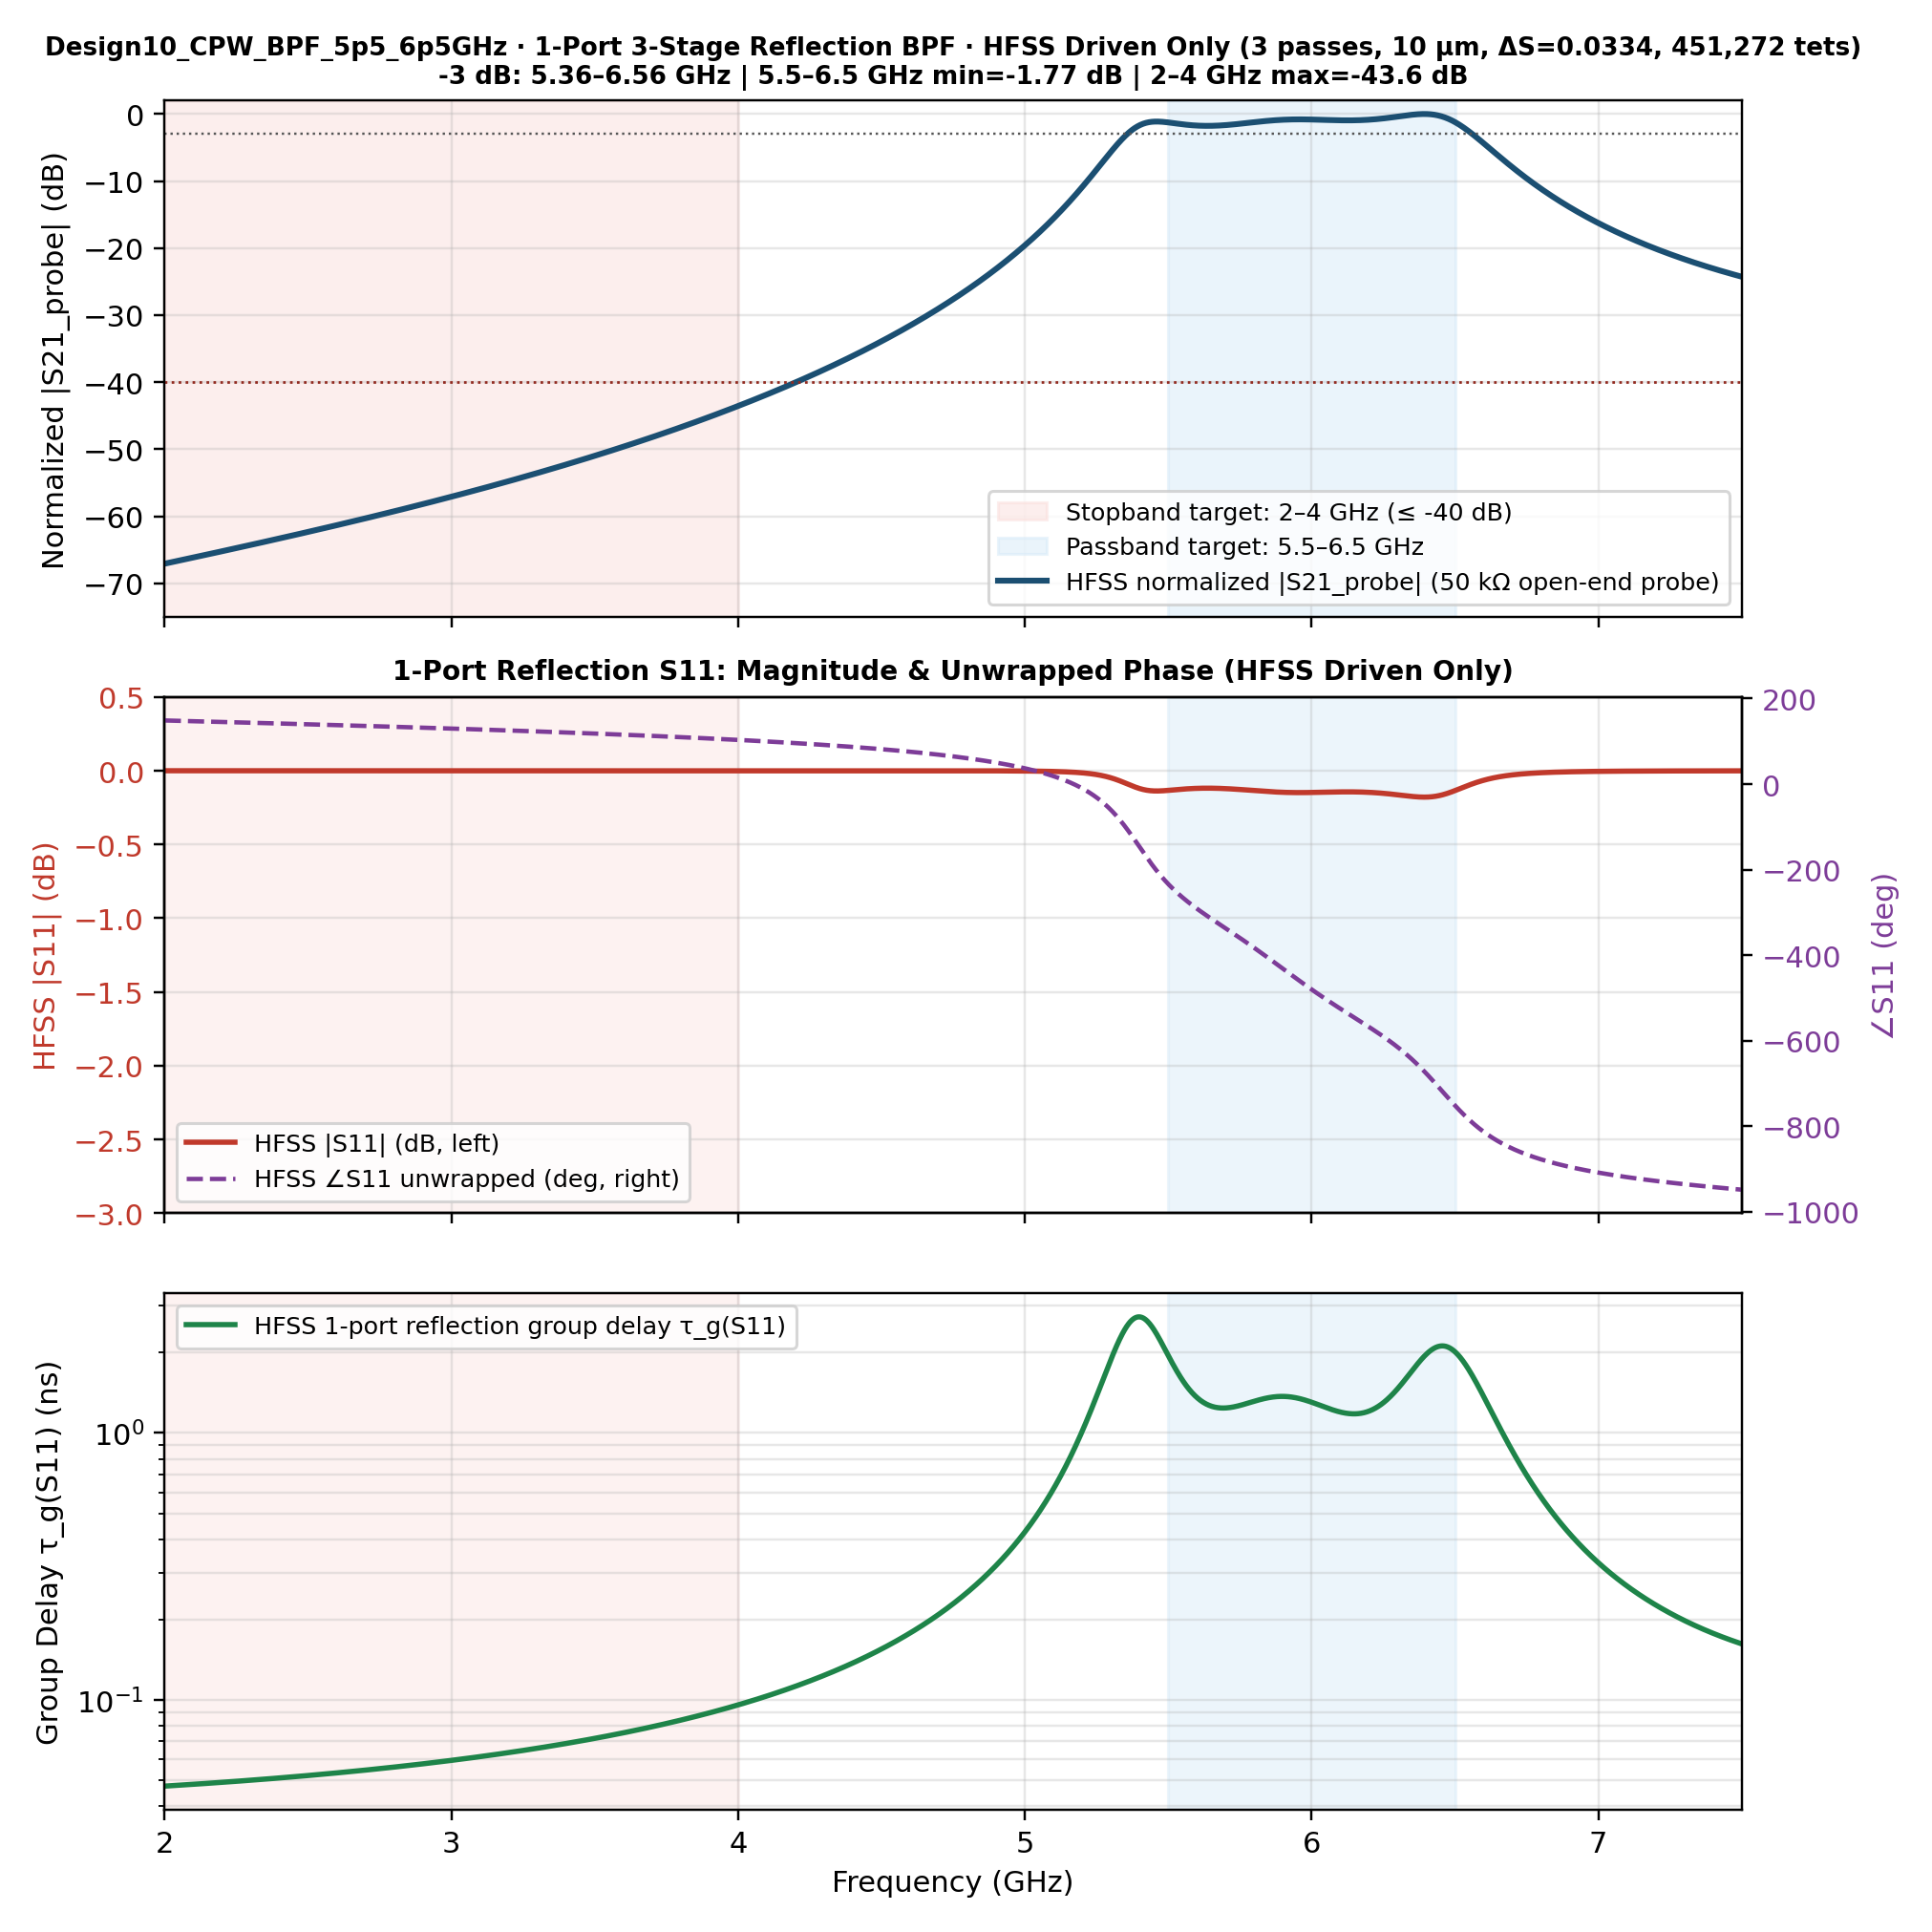 Design10_CPW_BPF_5p5_6p5GHz · 1-Port 3-Stage Reflection BPF · HFSS Driven Only (3 passes, 10 μm, ΔS=0.0334, 451,272 tets)
-3 dB: 5.36–6.56 GHz | 5.5–6.5 GHz min=-1.77 dB | 2–4 GHz max=-43.6 dB
Normalized |S21_probe| (dB)
0
−10
−20
−30
−40
−50
−60
−70
Stopband target: 2–4 GHz (≤ -40 dB)
Passband target: 5.5–6.5 GHz
HFSS normalized |S21_probe| (50 kΩ open-end probe)
1-Port Reflection S11: Magnitude & Unwrapped Phase (HFSS Driven Only)
HFSS |S11| (dB)
0.5
0.0
−0.5
−1.0
−1.5
−2.0
−2.5
−3.0
HFSS |S11| (dB, left)
HFSS ∠S11 unwrapped (deg, right)
200
0
−200
−400
−600
−800
−1000
∠S11 (deg)
Group Delay τ_g(S11) (ns)
10⁰
10⁻¹
HFSS 1-port reflection group delay τ_g(S11)
2 3 4 5 6 7
Frequency (GHz)